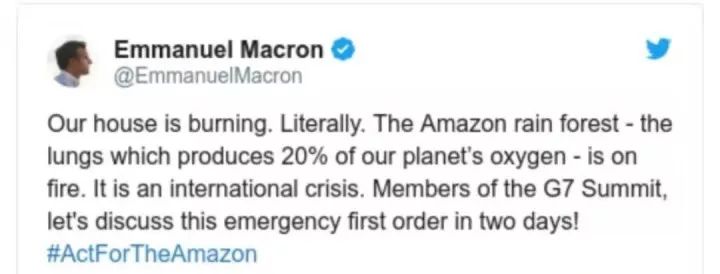 Emmanuel Macron
@EmmanuelMacron
Our house is burning. Literally. The Amazon rain forest - the
lungs which produces 20% of our planet's oxygen - is on
fire. It is an international crisis. Members of the G7 Summit,
let's discuss this emergency first order in two days!
#ActForTheAmazon